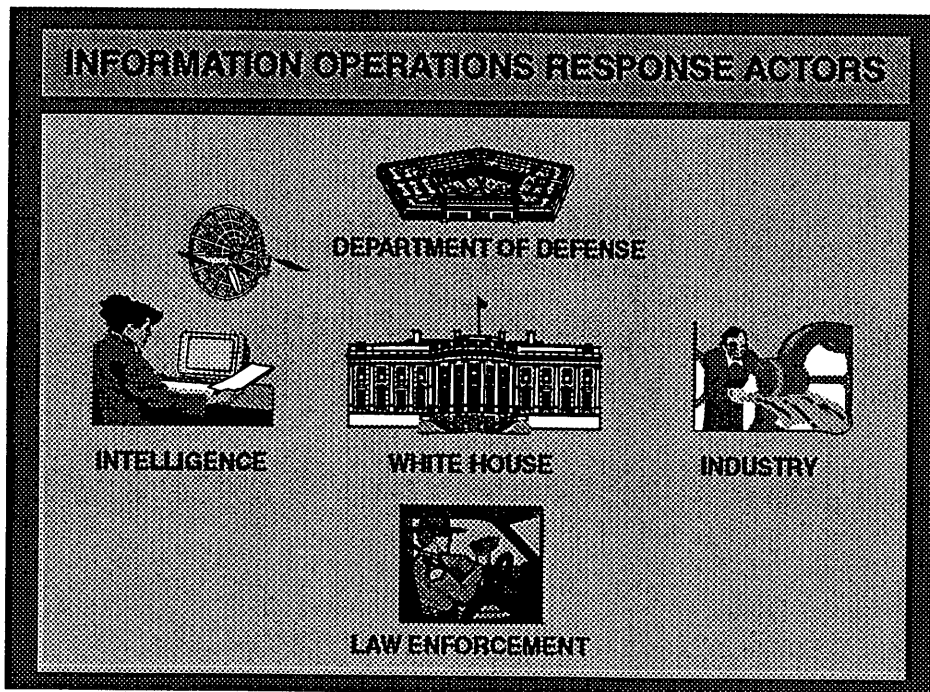 INFORMATION OPERATIONS RESPONSE ACTORS
DEPARTMENT OF DEFENSE
INTELLIGENCE
WHITE HOUSE
INDUSTRY
LAW ENFORCEMENT